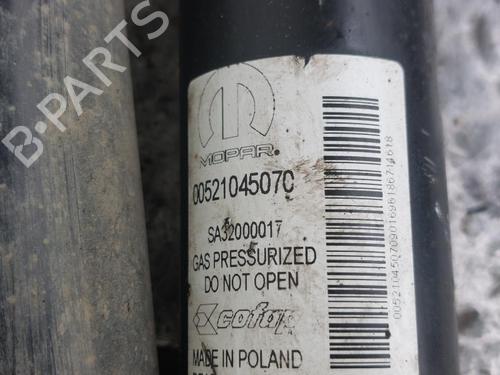 B-PARTS
MOPAR
00521045070
SA32000017
GAS PRESSURIZED
DO NOT OPEN
cofap
MADE IN POLAND